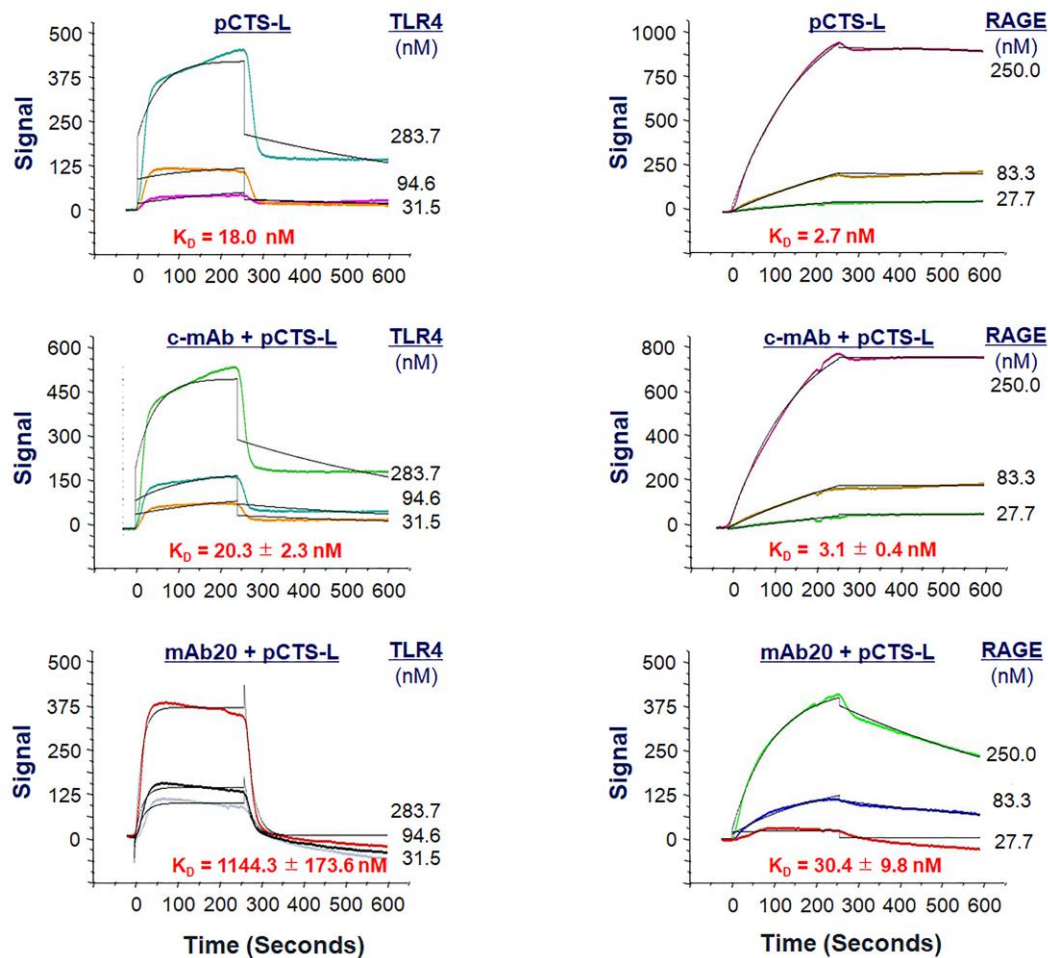 pCTS-L
TLR4
(nM)
500
375
250
125
0
Signal
283.7
94.6
31.5
K_D = 18.0 nM
0 100 200 300 400 500 600
pCTS-L
RAGE
(nM)
1000
750
500
250
0
Signal
250.0
83.3
27.7
K_D = 2.7 nM
0 100 200 300 400 500 600
c-mAb + pCTS-L
TLR4
(nM)
600
450
300
150
0
Signal
283.7
94.6
31.5
K_D = 20.3 ± 2.3 nM
0 100 200 300 400 500 600
c-mAb + pCTS-L
RAGE
(nM)
800
600
400
200
0
Signal
250.0
83.3
27.7
K_D = 3.1 ± 0.4 nM
0 100 200 300 400 500 600
mAb20 + pCTS-L
TLR4
(nM)
500
375
250
125
0
Signal
283.7
94.6
31.5
K_D = 1144.3 ± 173.6 nM
0 100 200 300 400 500 600
Time (Seconds)
mAb20 + pCTS-L
RAGE
(nM)
500
375
250
125
0
Signal
250.0
83.3
27.7
K_D = 30.4 ± 9.8 nM
0 100 200 300 400 500 600
Time (Seconds)